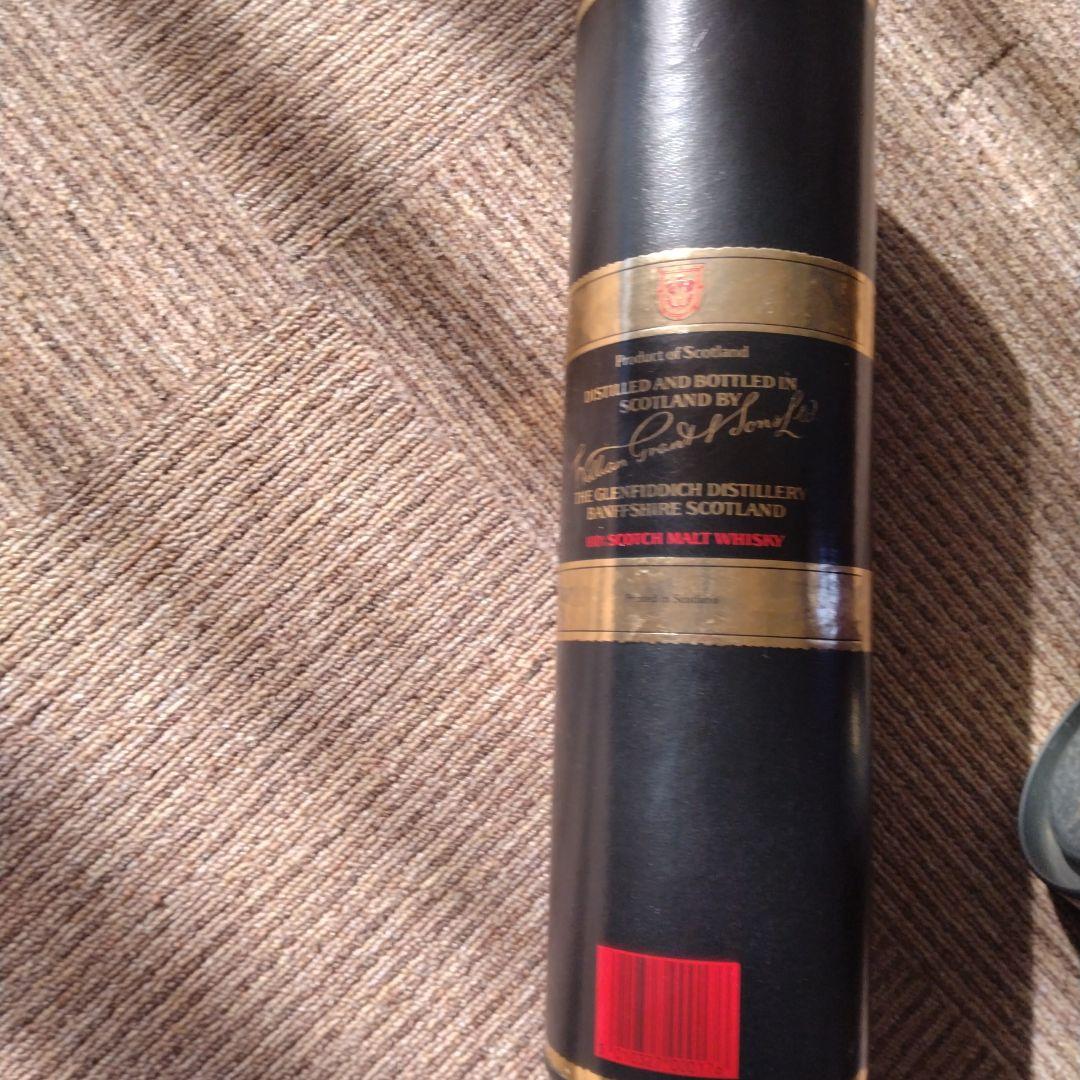 Product of Scotland
DISTILLED AND BOTTLED IN
SCOTLAND BY
William Grant & Sons Ltd
THE GLENFIDDICH DISTILLERY
BANFFSHIRE SCOTLAND
SCOTCH MALT WHISKY
Printed in Scotland